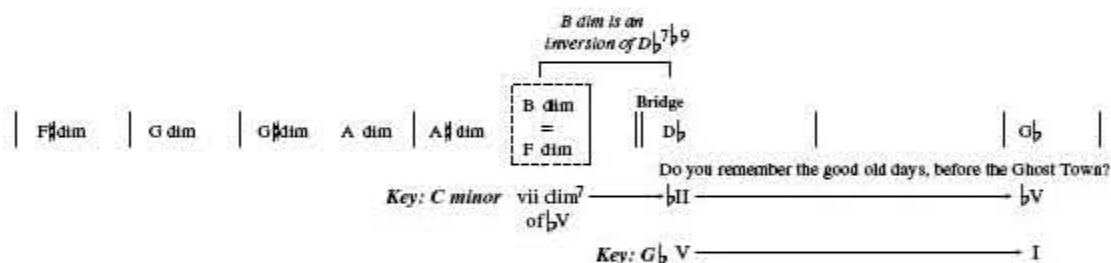 B dim is an
inversion of D♭7♭9
B dim
Bridge
F♯dim G dim G♯dim A dim A♯ dim = D♭ G♭
F dim
Do you remember the good old days, before the Ghost Town?
Key: C minor vii dim7 ♭II ♭V
of ♭V
Key: G♭ V I